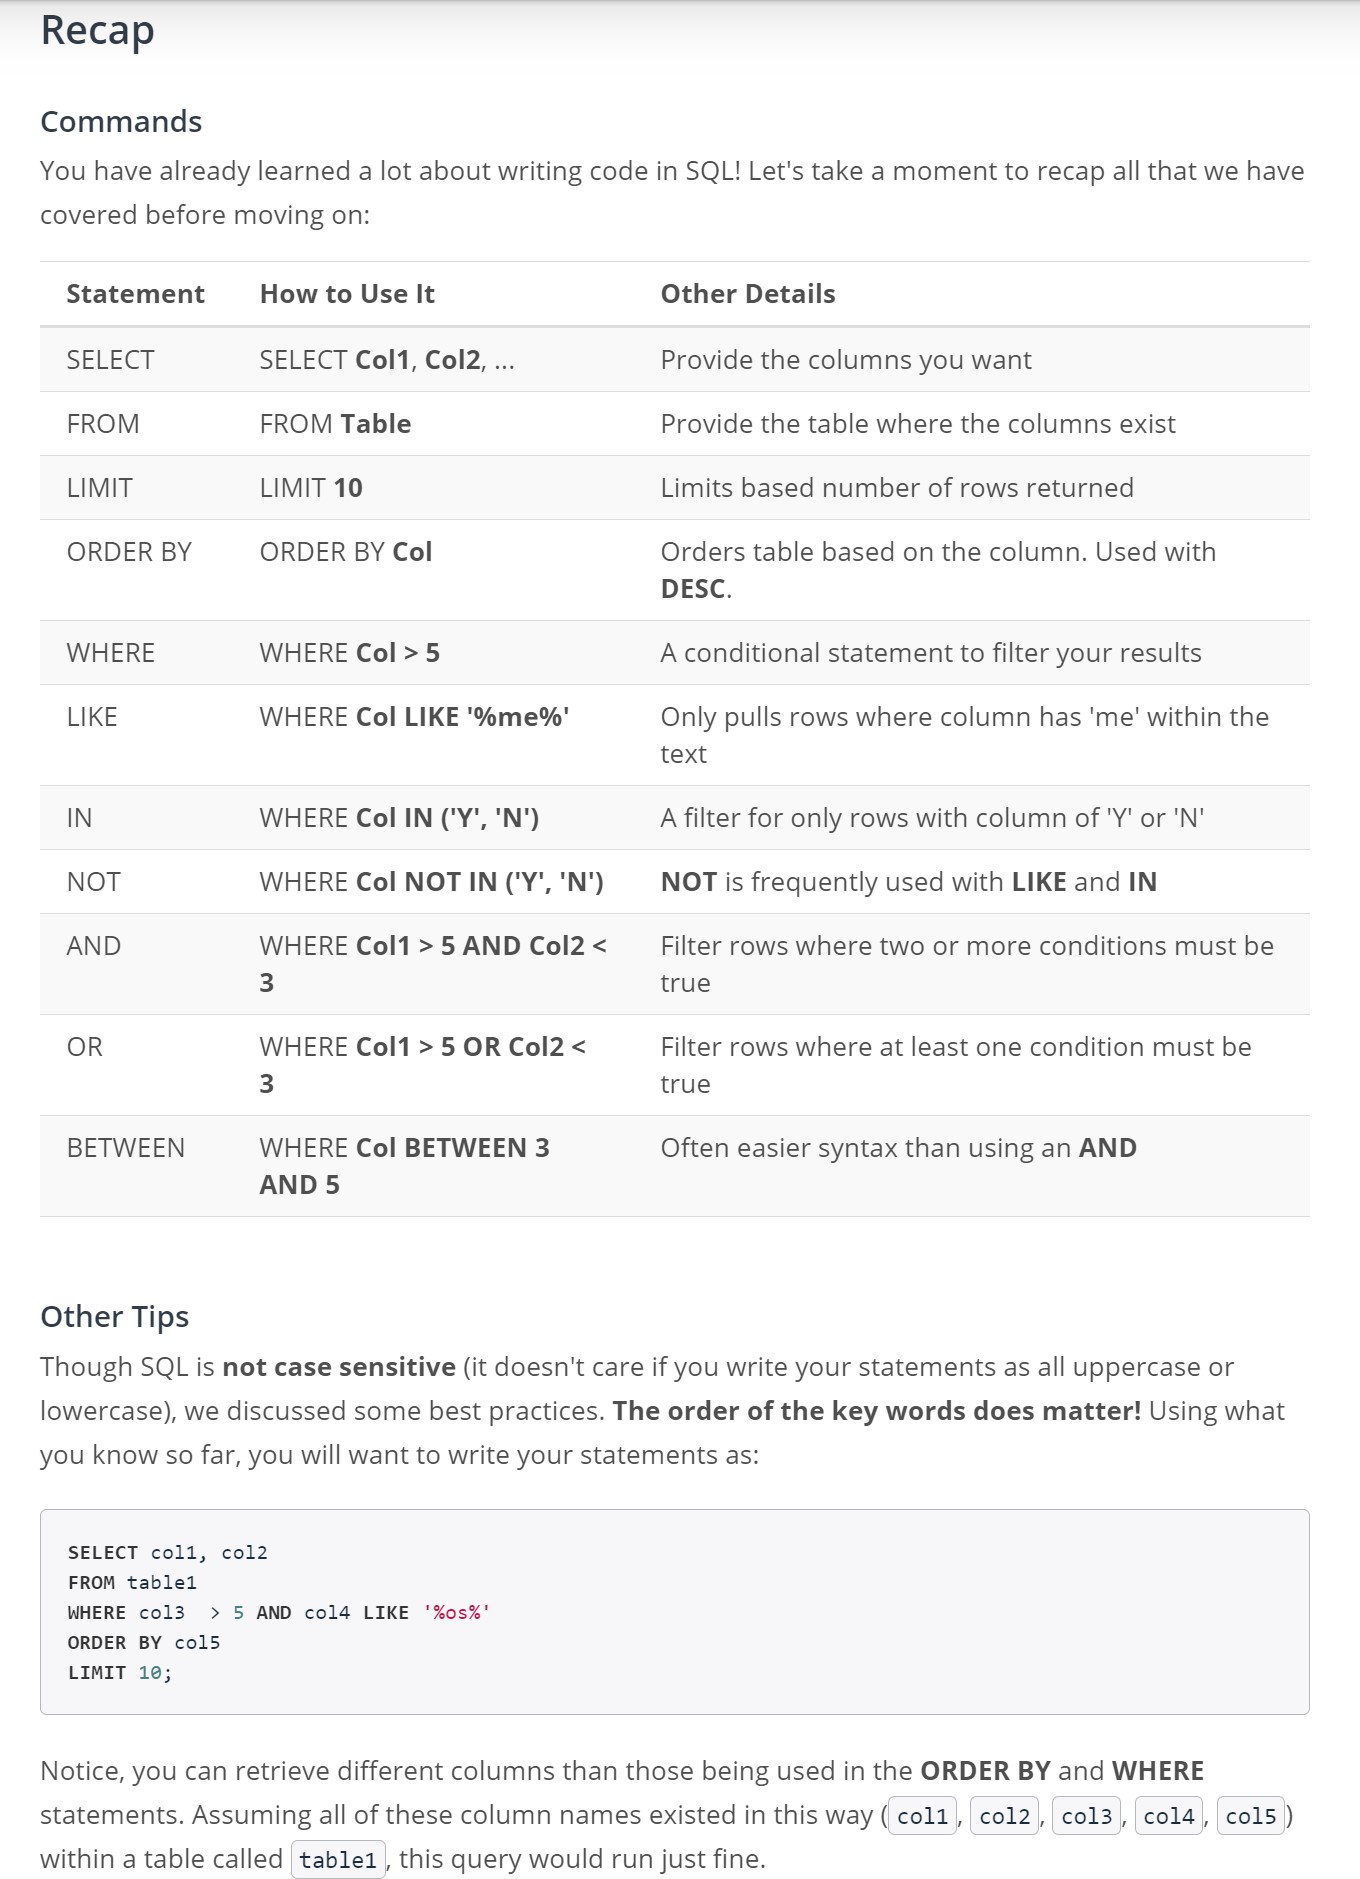 Recap
Commands
You have already learned a lot about writing code in SQL! Let's take a moment to recap all that we have
covered before moving on:
Statement How to Use It Other Details
SELECT SELECT Col1, Col2, ... Provide the columns you want
FROM FROM Table Provide the table where the columns exist
LIMIT LIMIT 10 Limits based number of rows returned
ORDER BY ORDER BY Col Orders table based on the column. Used with
DESC.
WHERE WHERE Col > 5 A conditional statement to filter your results
LIKE WHERE Col LIKE '%me%' Only pulls rows where column has 'me' within the
text
IN WHERE Col IN ('Y', 'N') A filter for only rows with column of 'Y' or 'N'
NOT WHERE Col NOT IN ('Y', 'N') NOT is frequently used with LIKE and IN
AND WHERE Col1 > 5 AND Col2 < Filter rows where two or more conditions must be
3 true
OR WHERE Col1 > 5 OR Col2 < Filter rows where at least one condition must be
3 true
BETWEEN WHERE Col BETWEEN 3 Often easier syntax than using an AND
AND 5
Other Tips
Though SQL is not case sensitive (it doesn't care if you write your statements as all uppercase or
lowercase), we discussed some best practices. The order of the key words does matter! Using what
you know so far, you will want to write your statements as:
SELECT col1, col2
FROM table1
WHERE col3  > 5 AND col4 LIKE '%os%'
ORDER BY col5
LIMIT 10;
Notice, you can retrieve different columns than those being used in the ORDER BY and WHERE
statements. Assuming all of these column names existed in this way (col1, col2, col3, col4, col5)
within a table called table1, this query would run just fine.